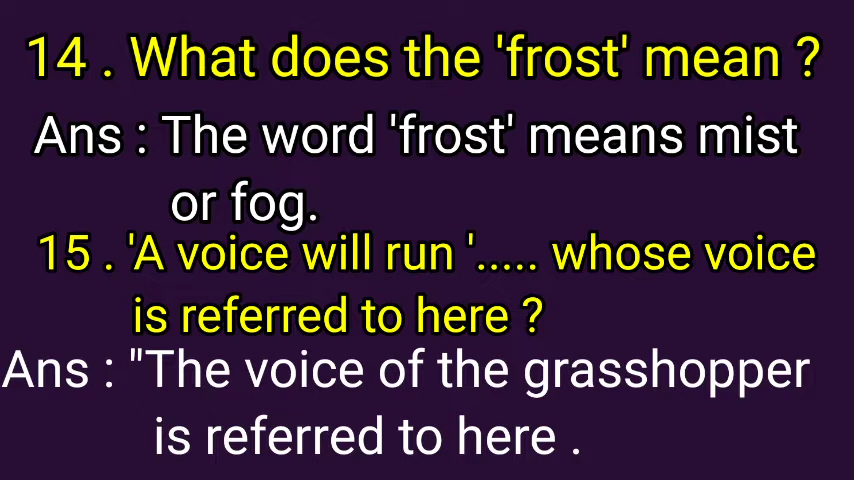 14 . What does the 'frost' mean ?
Ans : The word 'frost' means mist
or fog.
15 . 'A voice will run '..... whose voice
is referred to here ?
Ans : "The voice of the grasshopper
is referred to here .